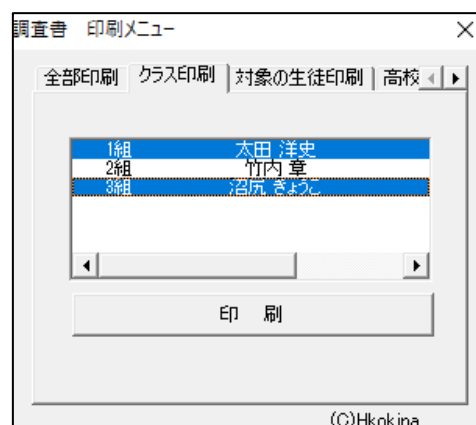 調査書 印刷メニュー
全部印刷 クラス印刷 対象の生徒印刷 高校
1組 太田 洋史
2組 竹内 章
3組 沼尻 きょうこ
印 刷
(C)Hkokina